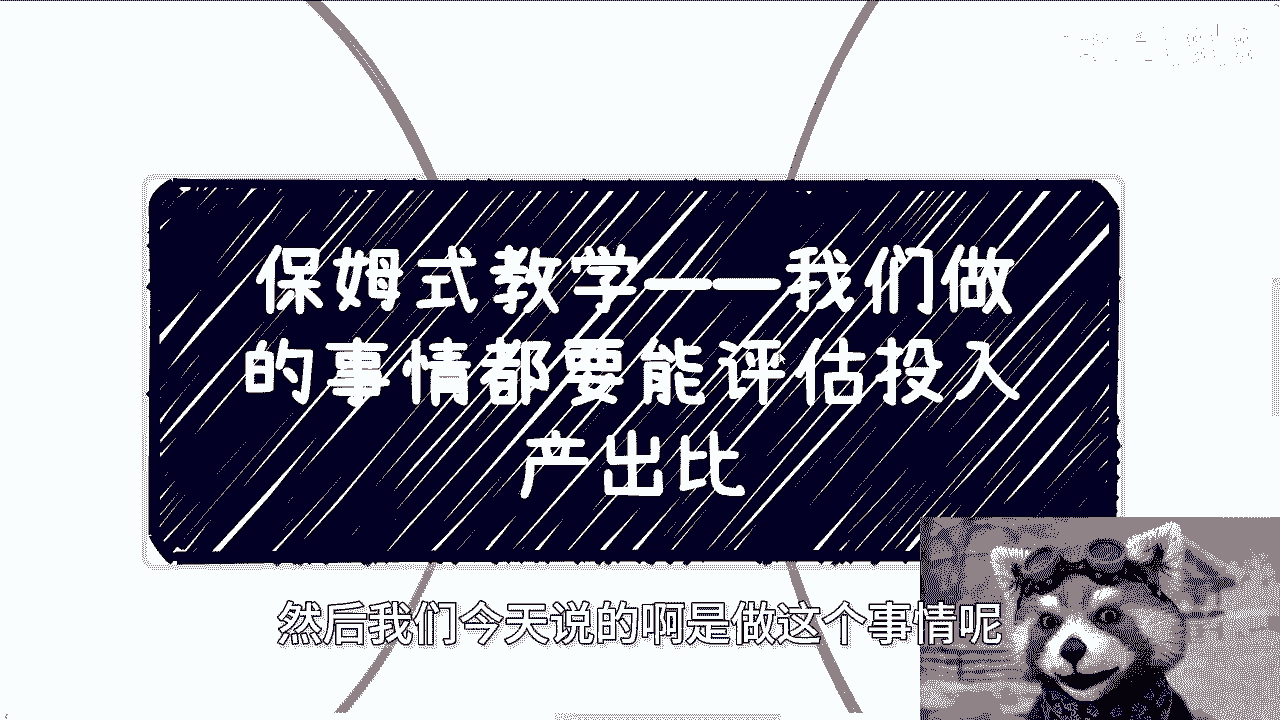 保姆式教学——我们做
的事情都要能评估投入
产出比
然后我们今天说的啊是做这个事情呢